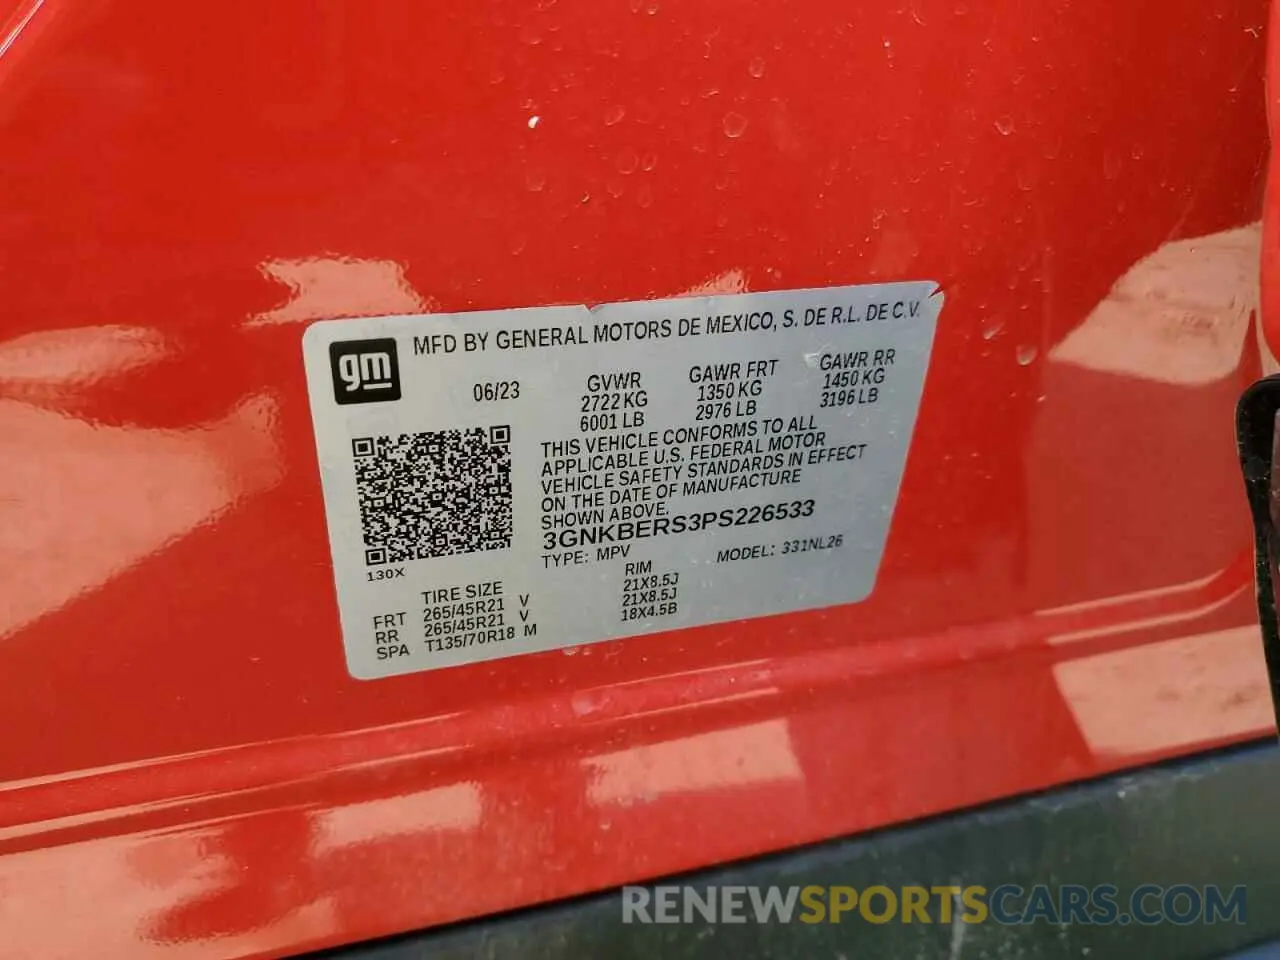 gm
MFD BY GENERAL MOTORS DE MEXICO, S. DE R.L. DE C.V.
06/23
GVWR
2722 KG
6001 LB
GAWR FRT
1350 KG
2976 LB
GAWR RR
1450 KG
3196 LB
THIS VEHICLE CONFORMS TO ALL
APPLICABLE U.S. FEDERAL MOTOR
VEHICLE SAFETY STANDARDS IN EFFECT
ON THE DATE OF MANUFACTURE
SHOWN ABOVE.
3GNKBERS3PS226533
TYPE: MPV MODEL: 331NL26
130X
TIRE SIZE RIM
FRT 265/45R21 V 21X8.5J
RR 265/45R21 V 21X8.5J
SPA T135/70R18 M 18X4.5B
RENEWSPORTSCARS.COM